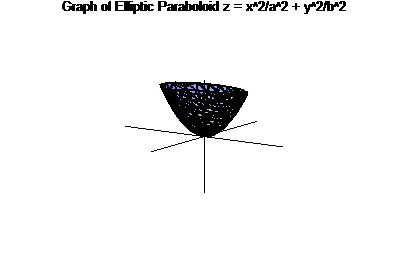 Graph of Elliptic Paraboloid z = x^2/a^2 + y^2/b^2